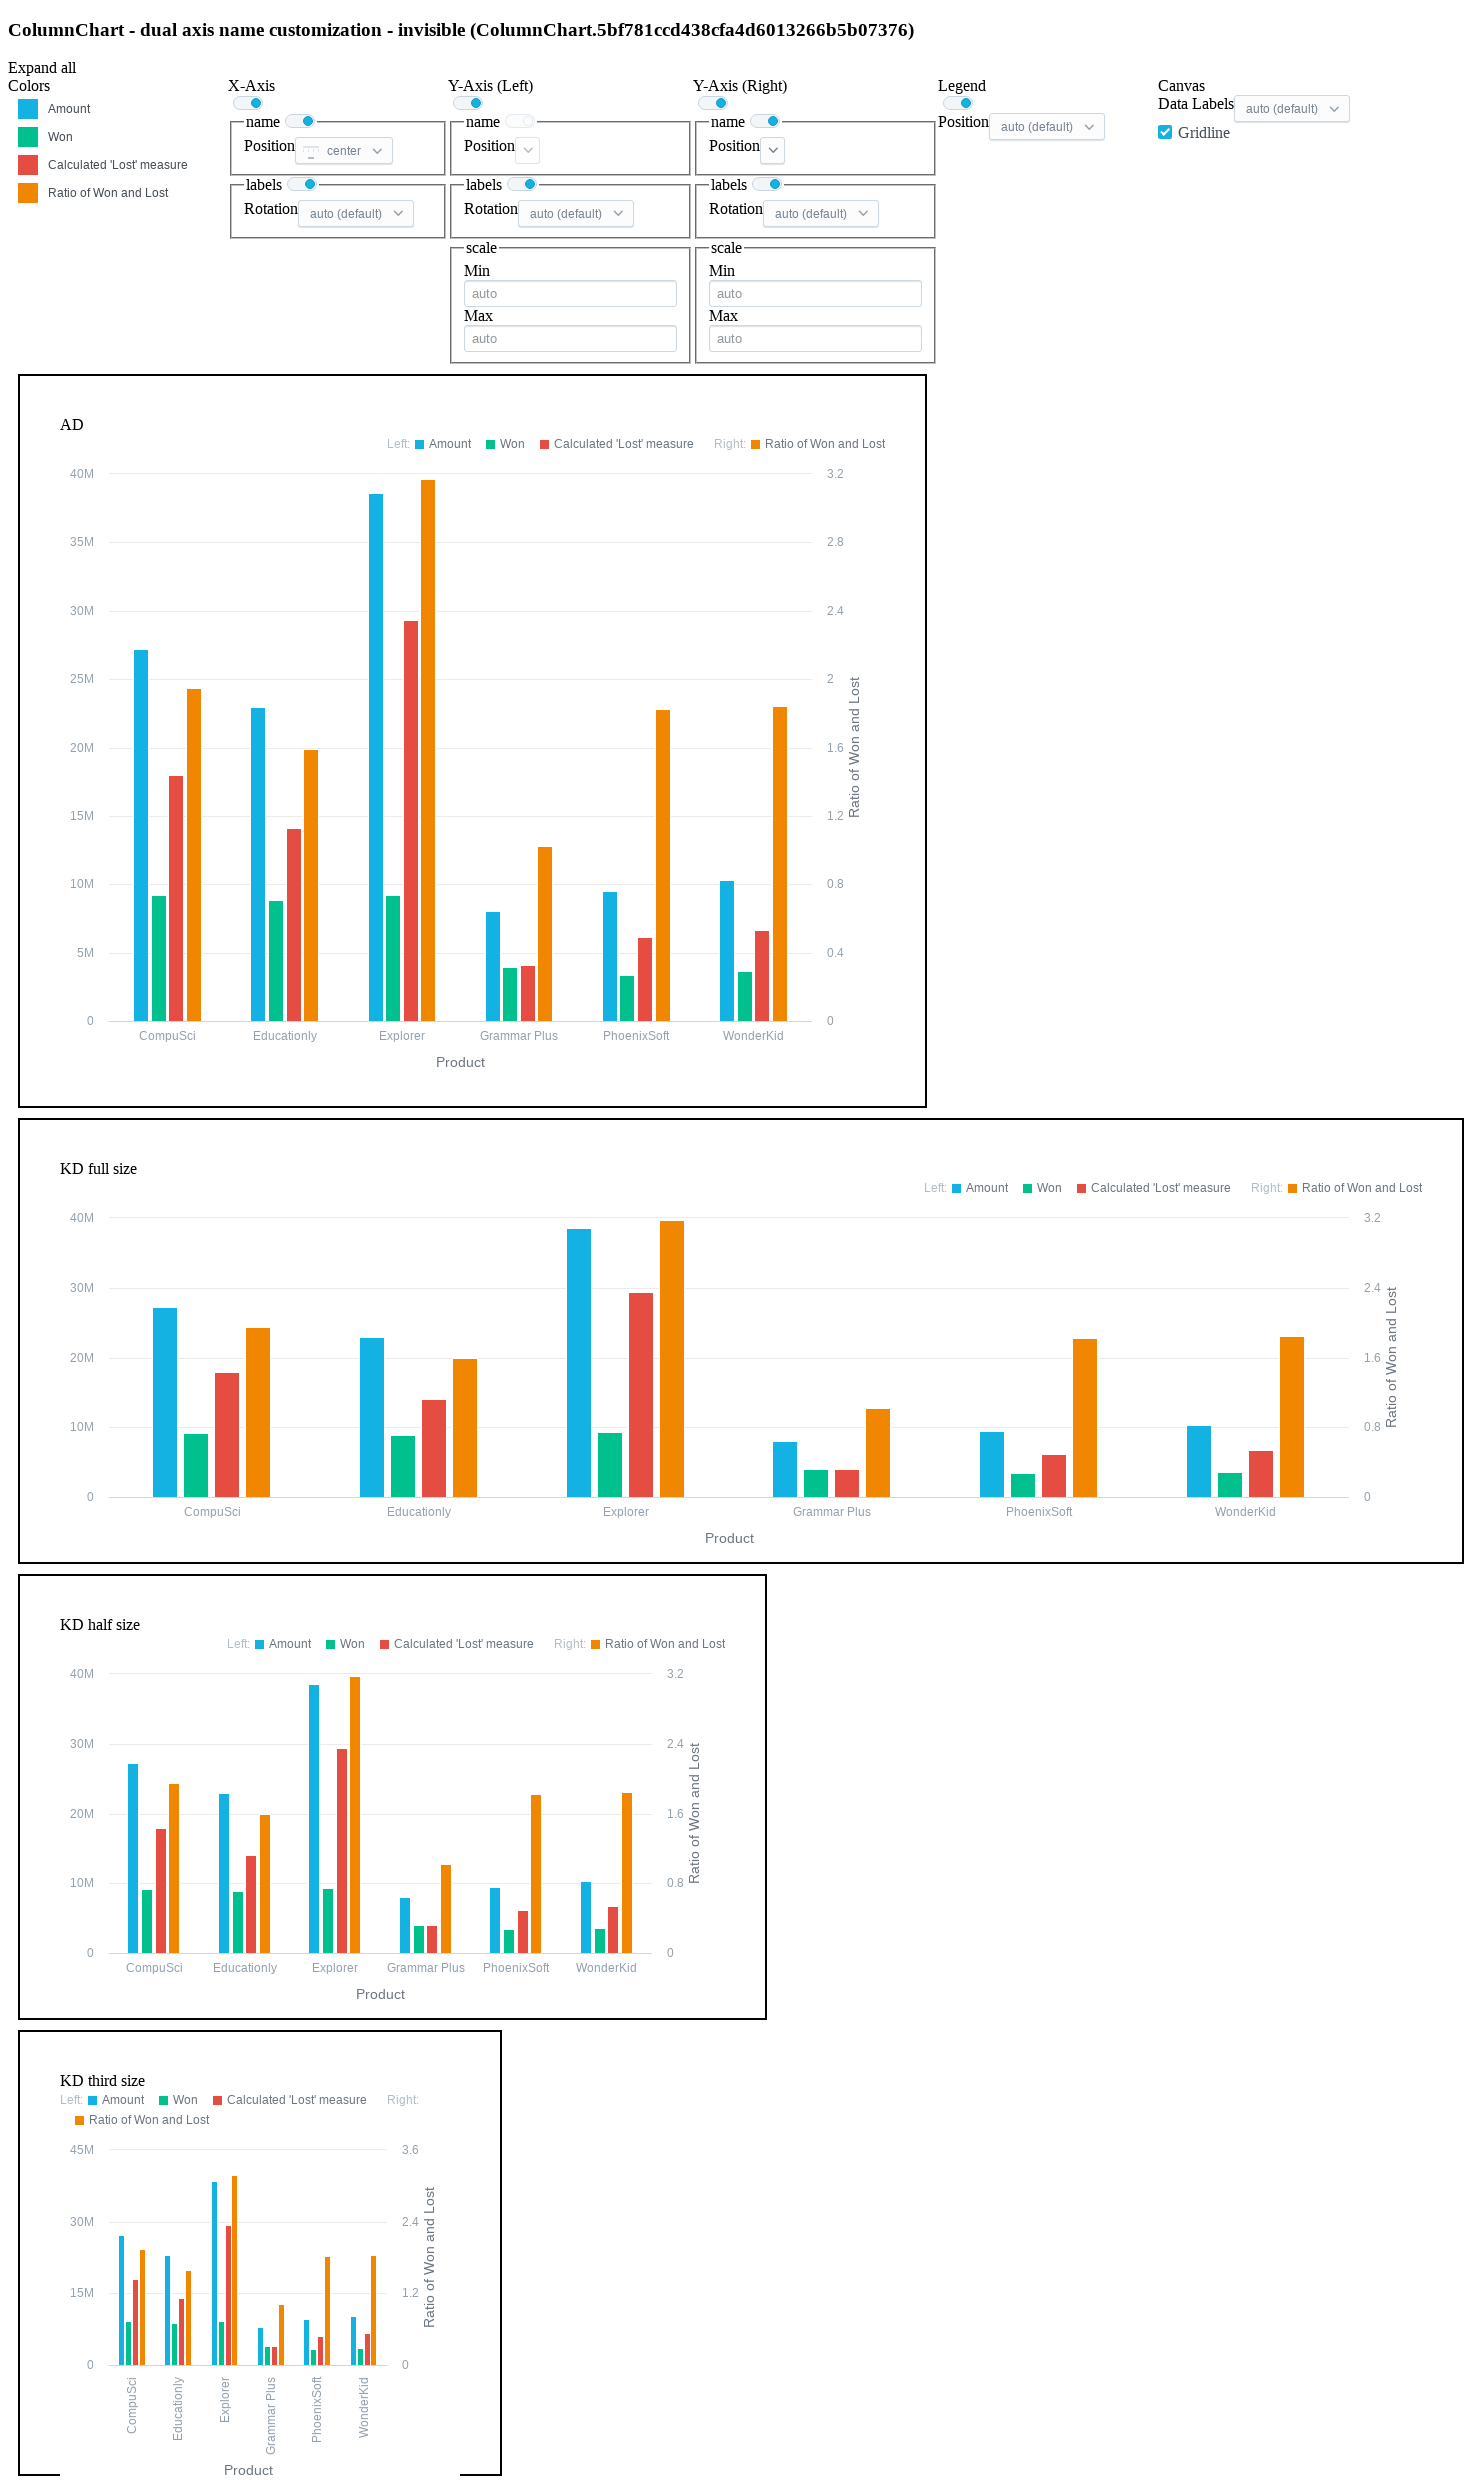 ColumnChart - dual axis name customization - invisible (ColumnChart.5bf781ccd438cfa4d6013266b5b07376)
Expand all
Colors
Amount
Won
Calculated 'Lost' measure
Ratio of Won and Lost
X-Axis
name
Position center
labels
Rotation auto (default)
Y-Axis (Left)
name
Position
labels
Rotation auto (default)
scale
Min
auto
Max
auto
Y-Axis (Right)
name
Position
labels
Rotation auto (default)
scale
Min
auto
Max
auto
Legend
Position auto (default)
Canvas
Data Labels auto (default)
Gridline
AD
Left: Amount Won Calculated 'Lost' measure Right: Ratio of Won and Lost
40M 3.2
35M 2.8
30M 2.4
25M 2
20M 1.6
15M 1.2
10M 0.8
5M 0.4
0 0
Ratio of Won and Lost
CompuSci Educationly Explorer Grammar Plus PhoenixSoft WonderKid
Product
KD full size
Left: Amount Won Calculated 'Lost' measure Right: Ratio of Won and Lost
40M 3.2
30M 2.4
20M 1.6
10M 0.8
0 0
Ratio of Won and Lost
CompuSci Educationly Explorer Grammar Plus PhoenixSoft WonderKid
Product
KD half size
Left: Amount Won Calculated 'Lost' measure Right: Ratio of Won and Lost
40M 3.2
30M 2.4
20M 1.6
10M 0.8
0 0
Ratio of Won and Lost
CompuSci Educationly Explorer Grammar Plus PhoenixSoft WonderKid
Product
KD third size
Left: Amount Won Calculated 'Lost' measure Right:
Ratio of Won and Lost
45M 3.6
30M 2.4
15M 1.2
0 0
Ratio of Won and Lost
CompuSci Educationly Explorer Grammar Plus PhoenixSoft WonderKid
Product